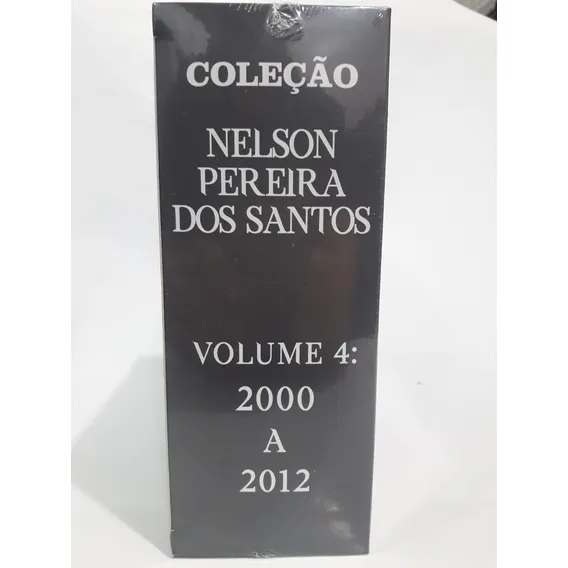 COLEÇÃO
NELSON
PEREIRA
DOS SANTOS
VOLUME 4:
2000
A
2012